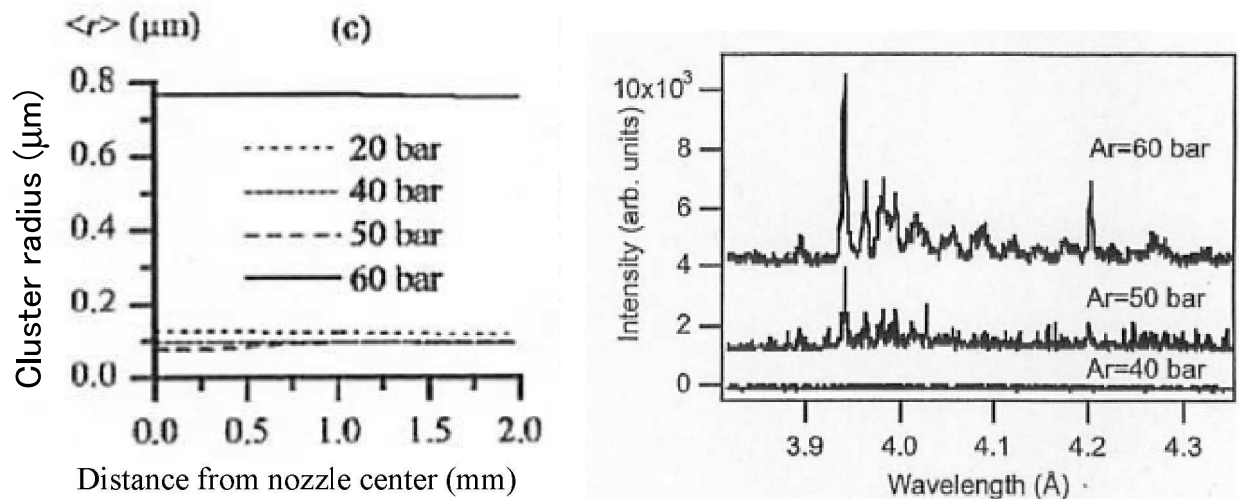 <r> (μm)
(c)
Cluster radius (μm)
0.8
0.6
0.4
0.2
0.0
20 bar
40 bar
50 bar
60 bar
0.0 0.5 1.0 1.5 2.0
Distance from nozzle center (mm)
Intensity (arb. units)
10x10³
8
6
4
2
0
Ar=60 bar
Ar=50 bar
Ar=40 bar
3.9 4.0 4.1 4.2 4.3
Wavelength (Å)